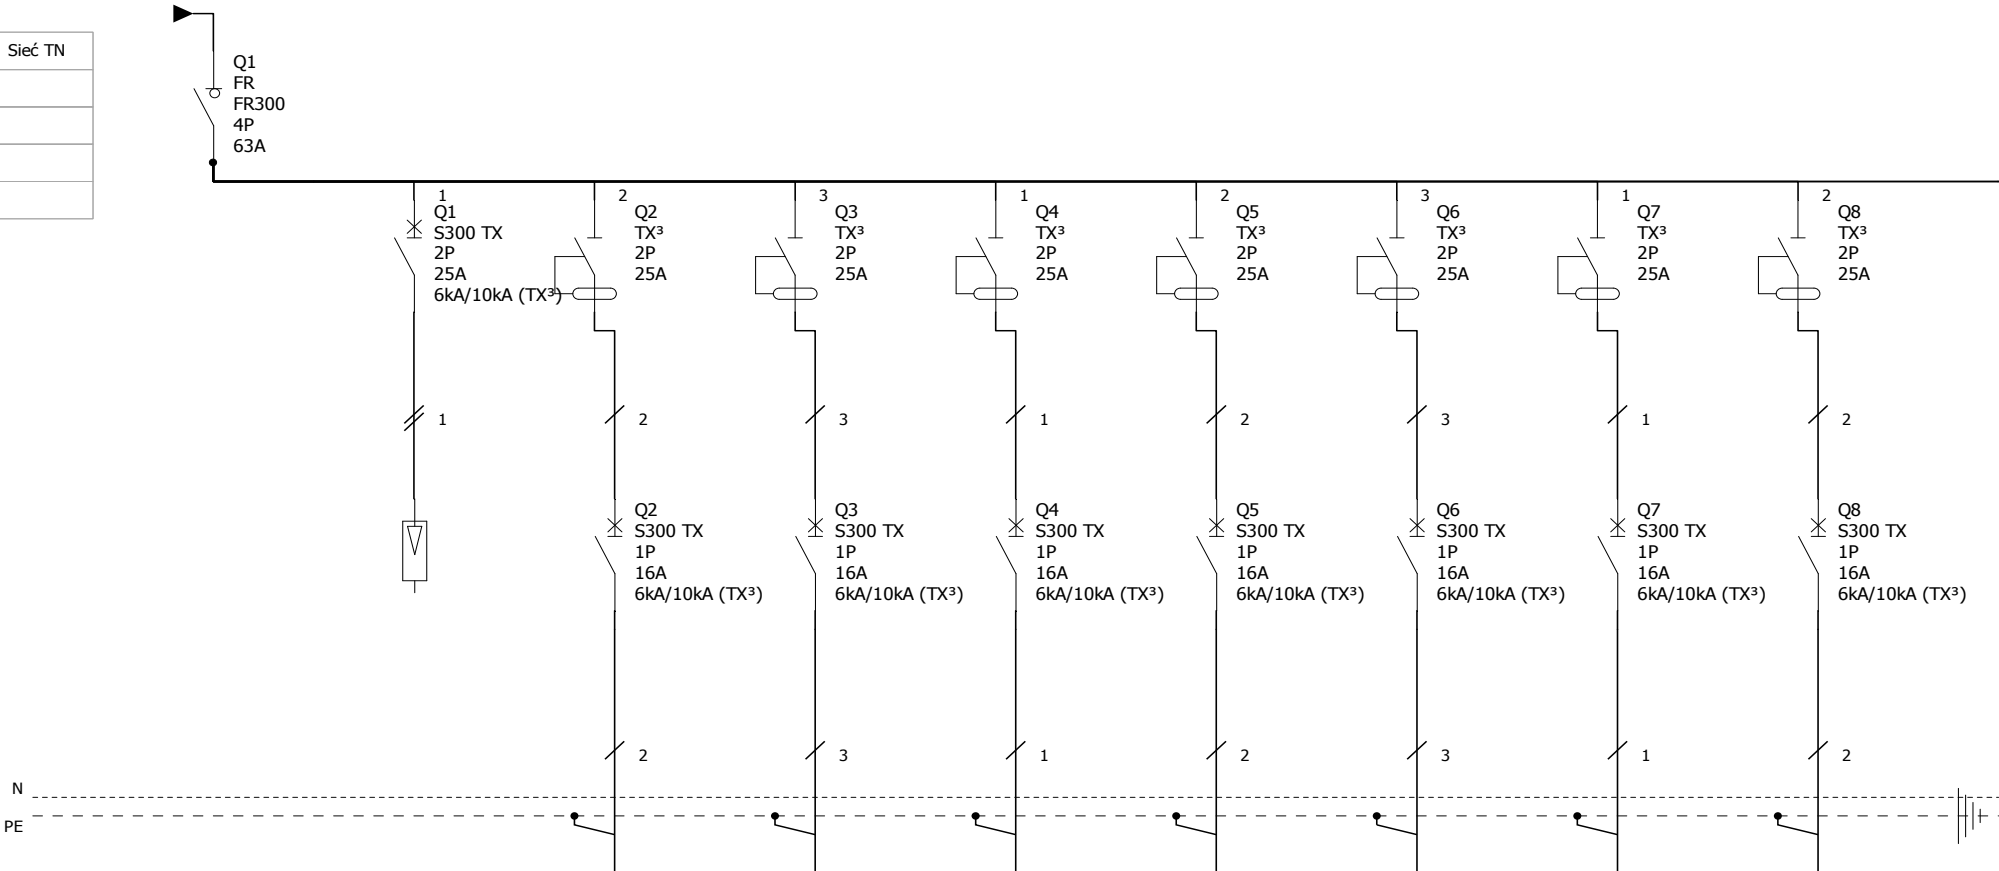 Sieć TN
Q1
FR
FR300
4P
63A
1
Q1
S300 TX
2P
25A
6kA/10kA (TX³)
2
Q2
TX³
2P
25A
3
Q3
TX³
2P
25A
1
Q4
TX³
2P
25A
2
Q5
TX³
2P
25A
3
Q6
TX³
2P
25A
1
Q7
TX³
2P
25A
2
Q8
TX³
2P
25A
1
2
3
1
2
3
1
2
Q2
S300 TX
1P
16A
6kA/10kA (TX³)
Q3
S300 TX
1P
16A
6kA/10kA (TX³)
Q4
S300 TX
1P
16A
6kA/10kA (TX³)
Q5
S300 TX
1P
16A
6kA/10kA (TX³)
Q6
S300 TX
1P
16A
6kA/10kA (TX³)
Q7
S300 TX
1P
16A
6kA/10kA (TX³)
Q8
S300 TX
1P
16A
6kA/10kA (TX³)
2
3
1
2
3
1
2
N
PE